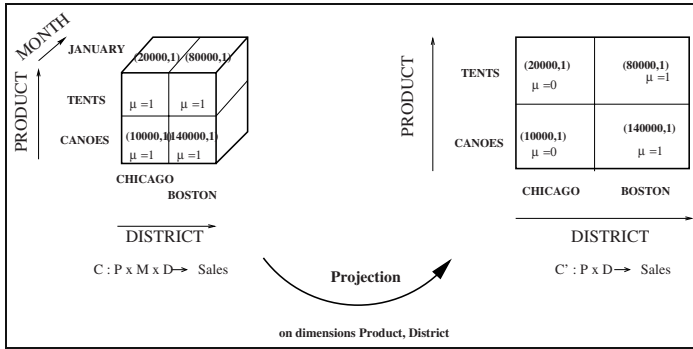 MONTH
JANUARY
(20000,1) (80000,1)
PRODUCT
TENTS
μ =1 μ =1
CANOES
(10000,1) (140000,1)
μ =1 μ =1
CHICAGO
BOSTON
DISTRICT
C : P x M x D → Sales
Projection
on dimensions Product, District
PRODUCT
TENTS
(20000,1) (80000,1)
μ =0 μ =1
CANOES
(10000,1) (140000,1)
μ =0 μ =1
CHICAGO BOSTON
DISTRICT
C' : P x D → Sales